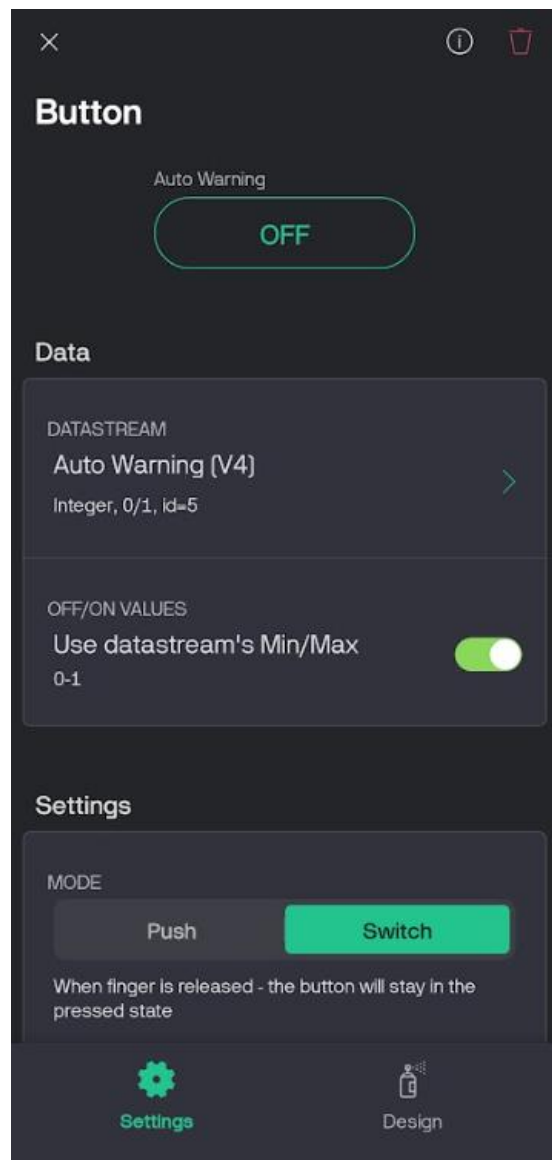 Button
Auto Warning
OFF
Data
DATASTREAM
Auto Warning (V4)
Integer, 0/1, id=5
OFF/ON VALUES
Use datastream's Min/Max
0-1
Settings
MODE
Push Switch
When finger is released - the button will stay in the
pressed state
Settings Design